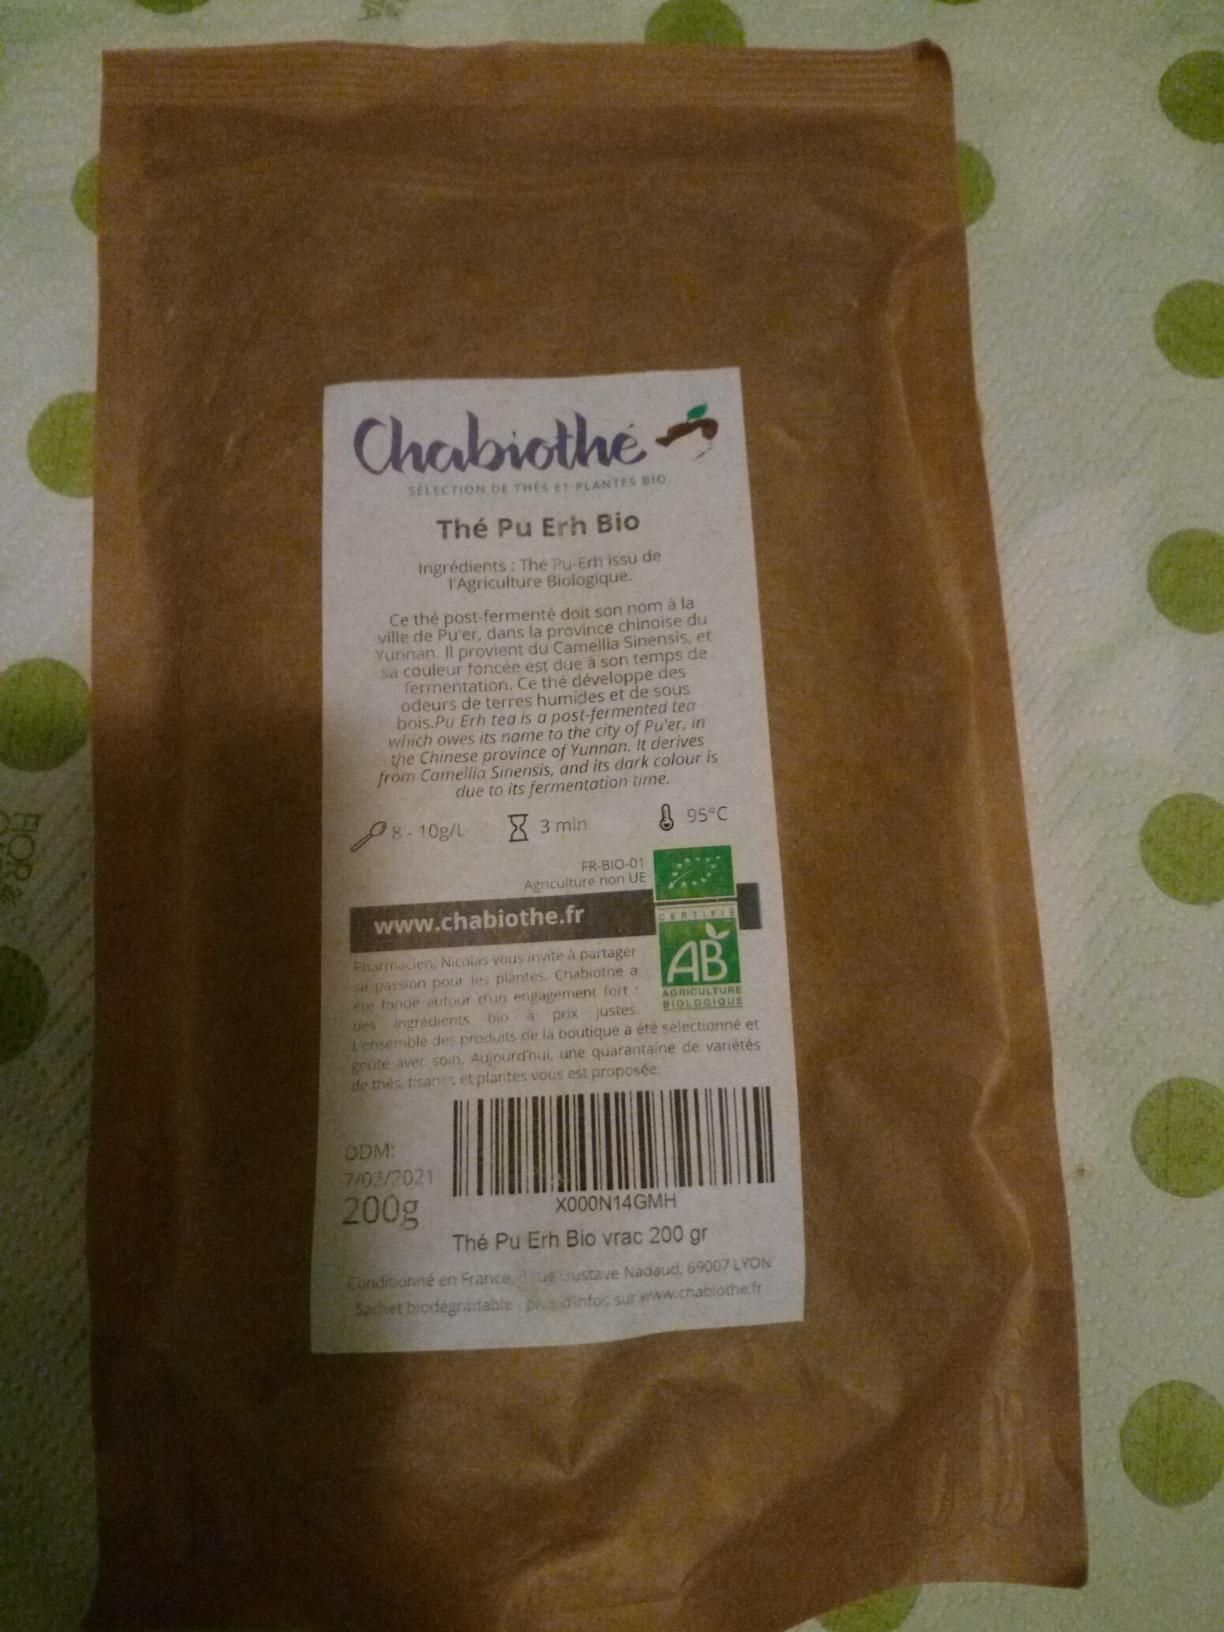 Chabiothé
SÉLECTION DE THÉS ET PLANTES BIO
Thé Pu Erh Bio
Ingrédients : Thé Pu-Erh issu de
l'Agriculture Biologique.
Ce thé post-fermenté doit son nom à la
ville de Pu'er, dans la province chinoise du
Yunnan. Il provient du Camellia Sinensis, et
sa couleur foncée est due à son temps de
fermentation. Ce thé développe des
odeurs de terres humides et de sous
bois.Pu Erh tea is a post-fermented tea
which owes its name to the city of Pu'er, in
the Chinese province of Yunnan. It derives
from Camellia Sinensis, and its dark colour is
due to its fermentation time.
8 - 10g/L 3 min 95°C
FR-BIO-01
Agriculture non UE
www.chabiothe.fr
CERTIFIÉ
AB
AGRICULTURE
BIOLOGIQUE
Pharmacien, Nicolas vous invite à partager
sa passion pour les plantes. Chabiothé a
été fondé autour d'un engagement fort :
des ingrédients bio à prix justes.
L'ensemble des produits de la boutique a été sélectionné et
goûté avec soin. Aujourd'hui, une quarantaine de variétés
de thés, tisanes et plantes vous est proposée.
DDM:
7/02/2021
200g
X000N14GMH
Thé Pu Erh Bio vrac 200 gr
Conditionné en France, 3 rue Gustave Nadaud, 69007 LYON
Sachet biodégradable - plus d'infos sur www.chabiothe.fr